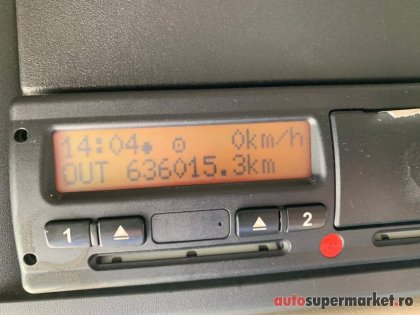 14:04 0km/h
OUT 636015.3km
1 2
autosupermarket.ro